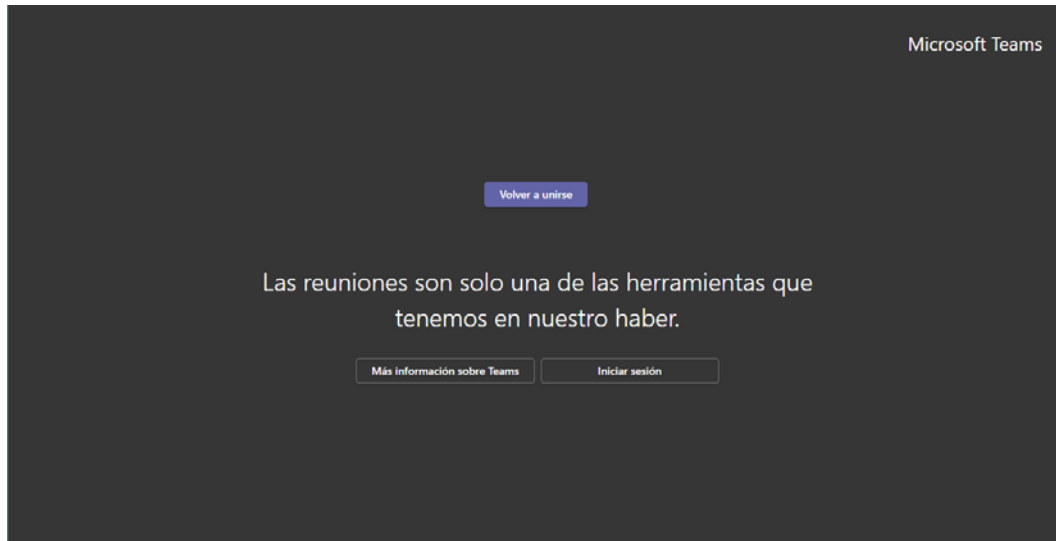 Microsoft Teams
Volver a unirse
Las reuniones son solo una de las herramientas que
tenemos en nuestro haber.
Más información sobre Teams
Iniciar sesión